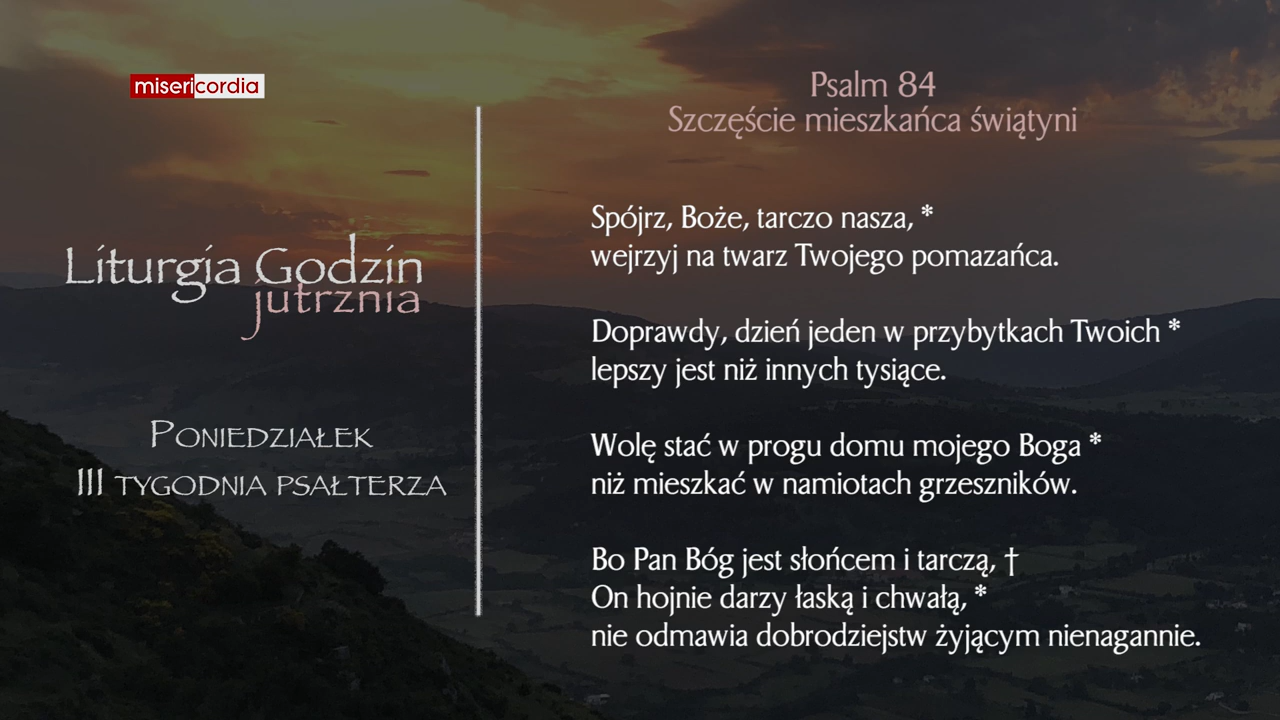 misericordia
Liturgia Godzin
jutrznia
Poniedziałek
III tygodnia psałterza
Psalm 84
Szczęście mieszkańca świątyni
Spójrz, Boże, tarczo nasza, *
wejrzyj na twarz Twojego pomazańca.
Doprawdy, dzień jeden w przybytkach Twoich *
lepszy jest niż innych tysiące.
Wolę stać w progu domu mojego Boga *
niż mieszkać w namiotach grzeszników.
Bo Pan Bóg jest słońcem i tarczą, †
On hojnie darzy łaską i chwałą, *
nie odmawia dobrodziejstw żyjącym nienagannie.